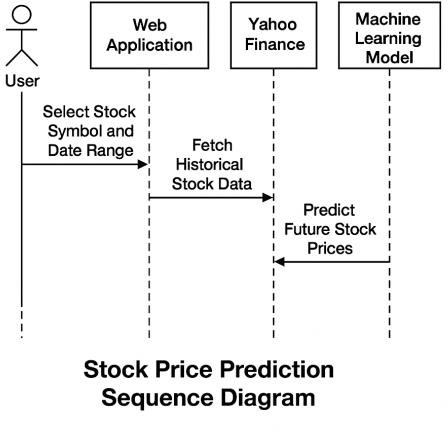 User
Web
Application
Yahoo
Finance
Machine
Learning
Model
Select Stock
Symbol and
Date Range
Fetch
Historical
Stock Data
Predict
Future Stock
Prices
Stock Price Prediction
Sequence Diagram